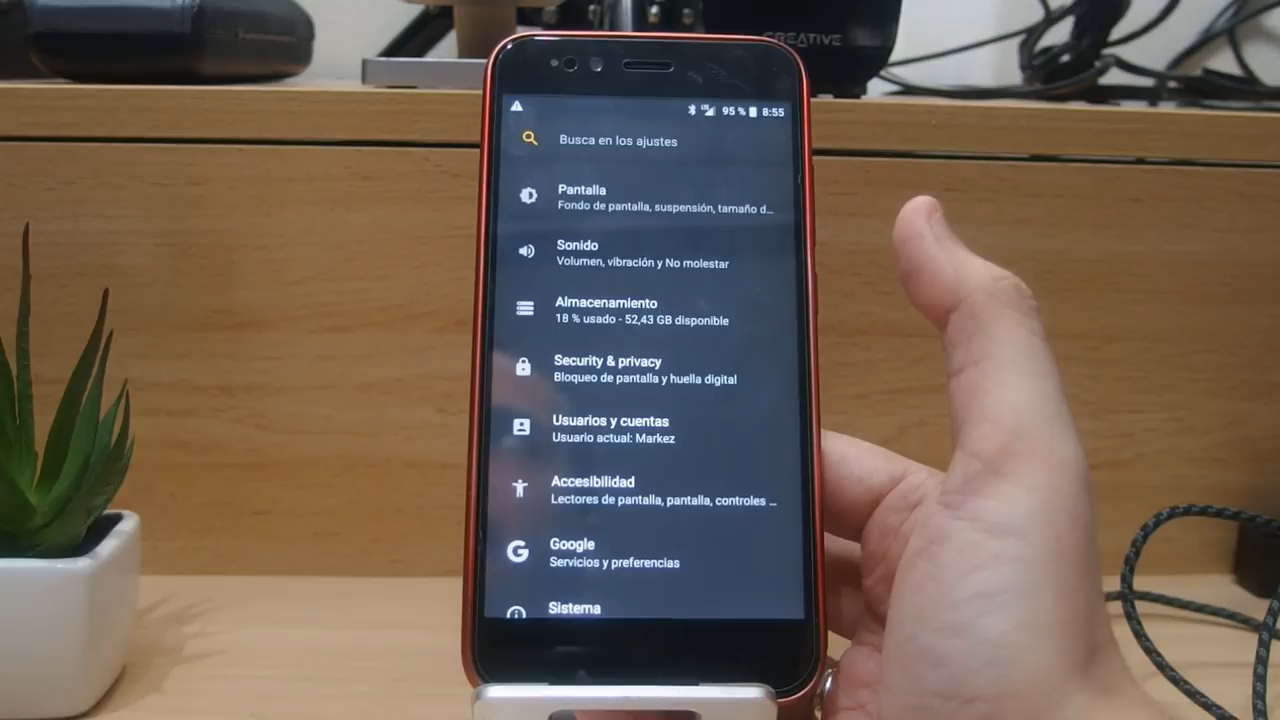 CREATIVE
95 % 8:55
Busca en los ajustes
Pantalla
Fondo de pantalla, suspensión, tamaño d…
Sonido
Volumen, vibración y No molestar
Almacenamiento
18 % usado - 52,43 GB disponible
Security & privacy
Bloqueo de pantalla y huella digital
Usuarios y cuentas
Usuario actual: Markez
Accesibilidad
Lectores de pantalla, pantalla, controles …
Google
Servicios y preferencias
Sistema